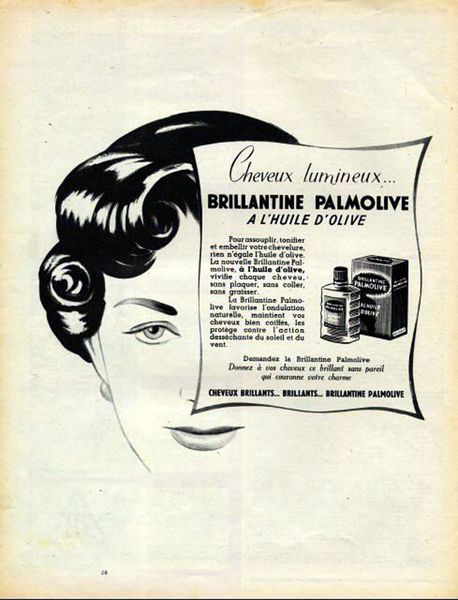 Cheveux lumineux...
BRILLANTINE PALMOLIVE
A L'HUILE D'OLIVE
Pour assouplir, tonifier
et embellir votre chevelure,
rien n'égale l'huile d'olive.
La nouvelle Brillantine Pal-
molive, à l'huile d'olive,
vivifie chaque cheveu,
sans plaquer, sans coller,
sans graisser.
La Brillantine Palmo-
live favorise l'ondulation
naturelle, maintient vos
cheveux bien coiffés, les
protège contre l'action
desséchante du soleil et du
vent.
BRILLANTINE
PALMOLIVE
A L'HUILE
D'OLIVE
Demandez la Brillantine Palmolive
Donnez à vos cheveux ce brillant sans pareil
qui couronne votre charme
CHEVEUX BRILLANTS... BRILLANTS... BRILLANTINE PALMOLIVE
28